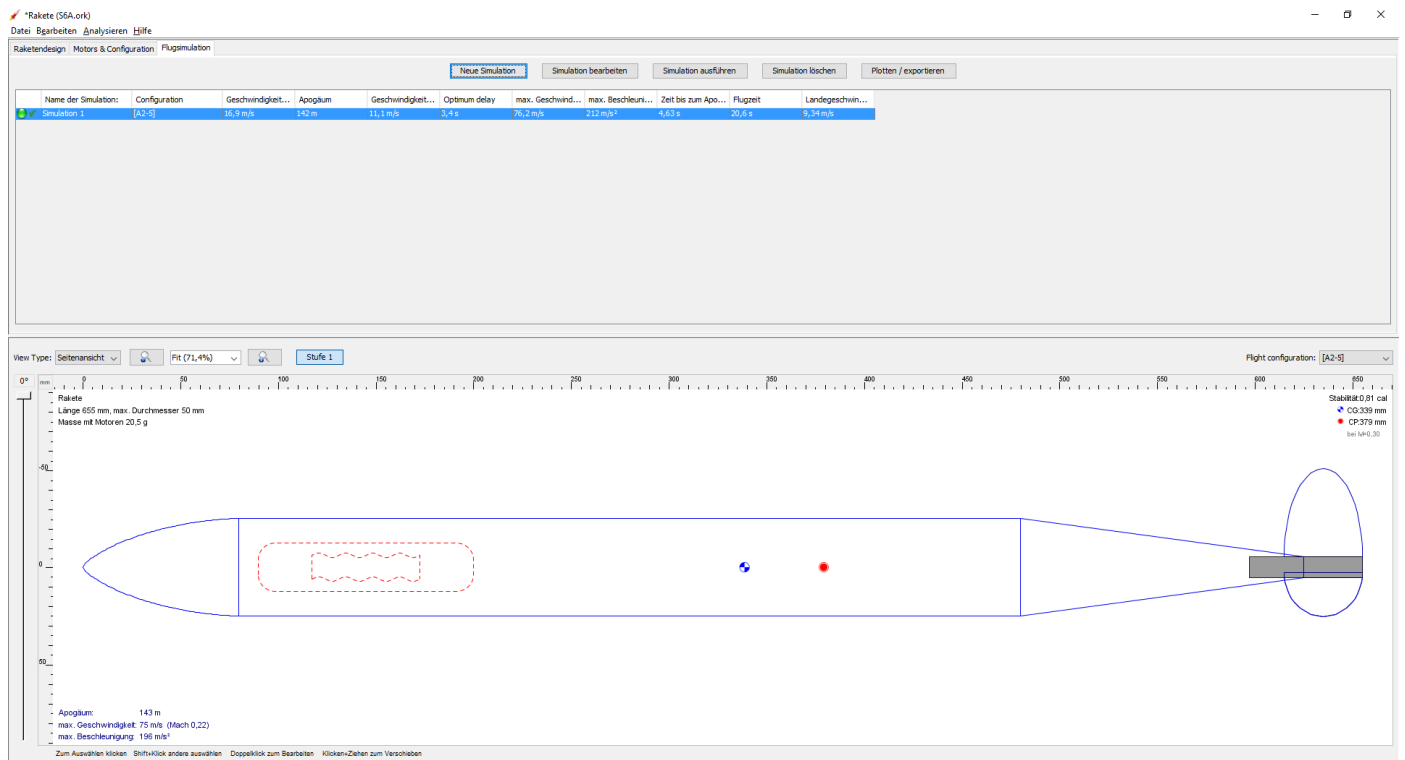 *Rakete (S6A.ork)
Datei Bearbeiten Analysieren Hilfe
Raketendesign Motors & Configuration Flugsimulation
Neue Simulation Simulation bearbeiten Simulation ausführen Simulation löschen Plotten / exportieren
Name der Simulation: Configuration Geschwindigkeit... Apogäum Geschwindigkeit... Optimum delay max. Geschwind... max. Beschleuni... Zeit bis zum Apo... Flugzeit Landegeschwin...
Simulation 1 [A2-5] 16,9 m/s 142 m 11,1 m/s 3,4 s 76,2 m/s 212 m/s² 4,63 s 20,6 s 9,34 m/s
View Type: Seitenansicht Fit (71,4%) Stufe 1 Flight configuration: [A2-5]
0° mm 0 50 100 150 200 250 300 350 400 450 500 550 600 650
Rakete Stabilität:0,81 cal
Länge 655 mm, max. Durchmesser 50 mm CG:339 mm
Masse mit Motoren 20,5 g CP:379 mm
bei M=0,30
-50
0
50
Apogäum: 143 m
max. Geschwindigkeit: 75 m/s (Mach 0,22)
max. Beschleunigung: 196 m/s²
Zum Auswählen klicken Shift+Klick andere auswählen Doppelklick zum Bearbeiten Klicken+Ziehen zum Verschieben